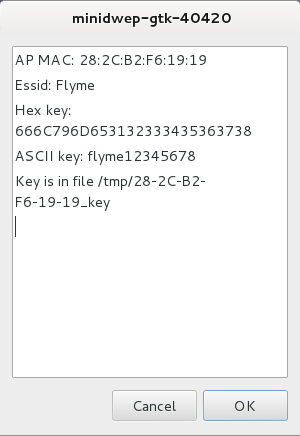 minidwep-gtk-40420
AP MAC: 28:2C:B2:F6:19:19
Essid: Flyme
Hex key:
666C796D653132333435363738
ASCII key: flyme12345678
Key is in file /tmp/28-2C-B2-
F6-19-19_key
Cancel
OK